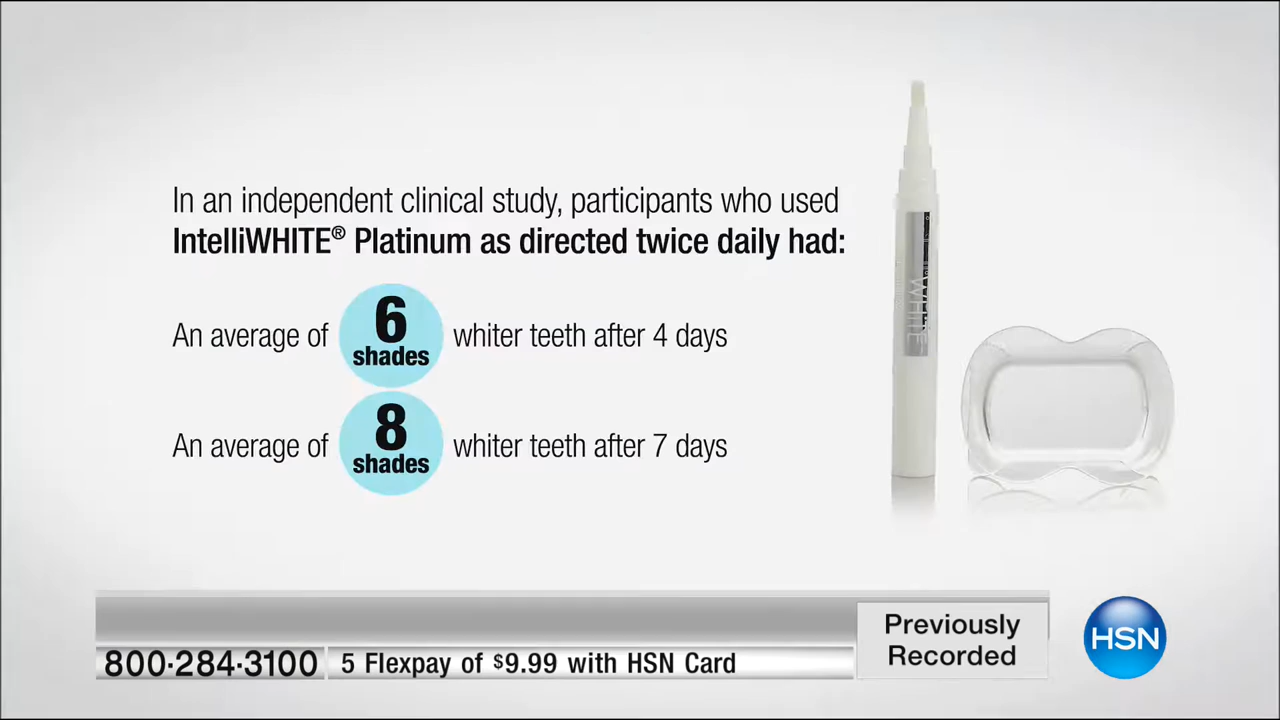 In an independent clinical study, participants who used
IntelliWHITE® Platinum as directed twice daily had:
An average of 6 shades whiter teeth after 4 days
An average of 8 shades whiter teeth after 7 days
WHITE
Previously
Recorded
HSN
800·284·3100 5 Flexpay of $9.99 with HSN Card